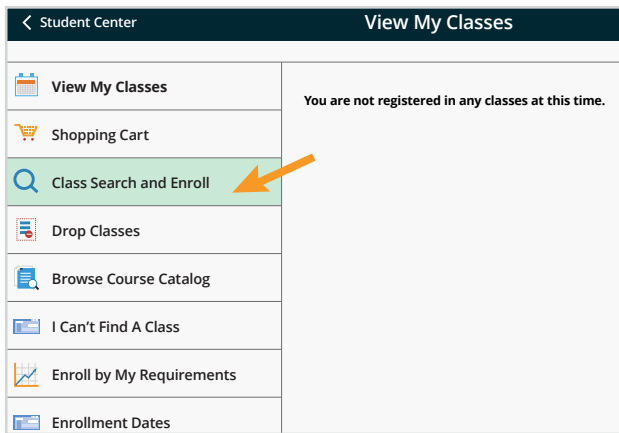 Student Center
View My Classes
View My Classes
You are not registered in any classes at this time.
Shopping Cart
Class Search and Enroll
Drop Classes
Browse Course Catalog
I Can't Find A Class
Enroll by My Requirements
Enrollment Dates